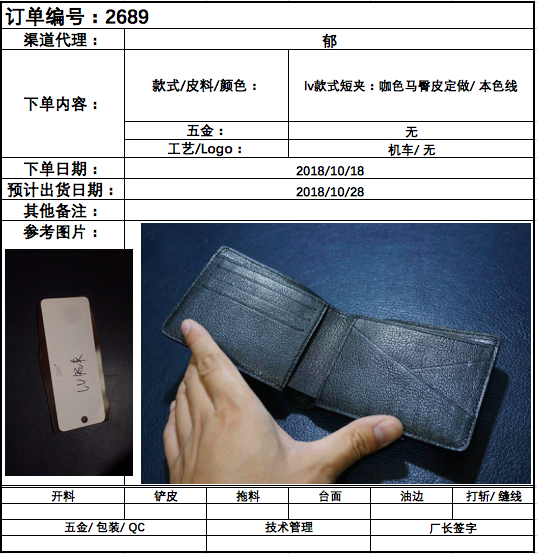 订单编号：2689
渠道代理：
郁
下单内容：
款式/皮料/颜色：
lv款式短夹：咖色马臀皮定做/ 本色线
五金：
无
工艺/Logo：
机车/ 无
下单日期：
2018/10/18
预计出货日期：
2018/10/28
其他备注：
参考图片：
开料
铲皮
拖料
台面
油边
打斩/ 缝线
五金/ 包装/ QC
技术管理
厂长签字